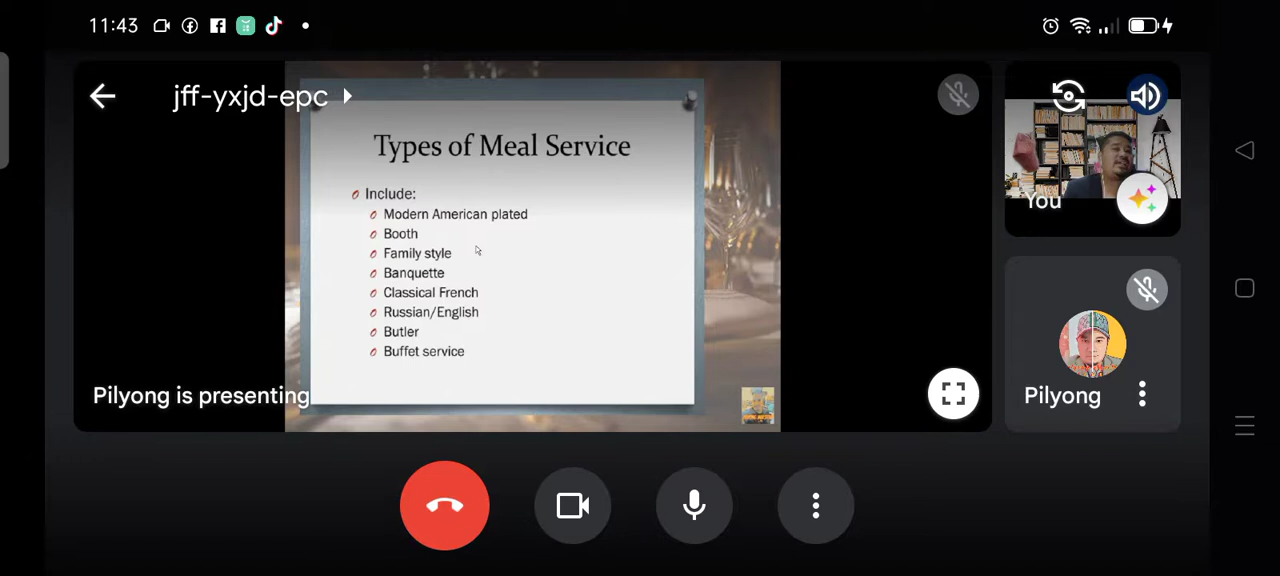 11:43
jff-yxjd-epc
Types of Meal Service
Include:
Modern American plated
Booth
Family style
Banquette
Classical French
Russian/English
Butler
Buffet service
Pilyong is presenting
You
Pilyong